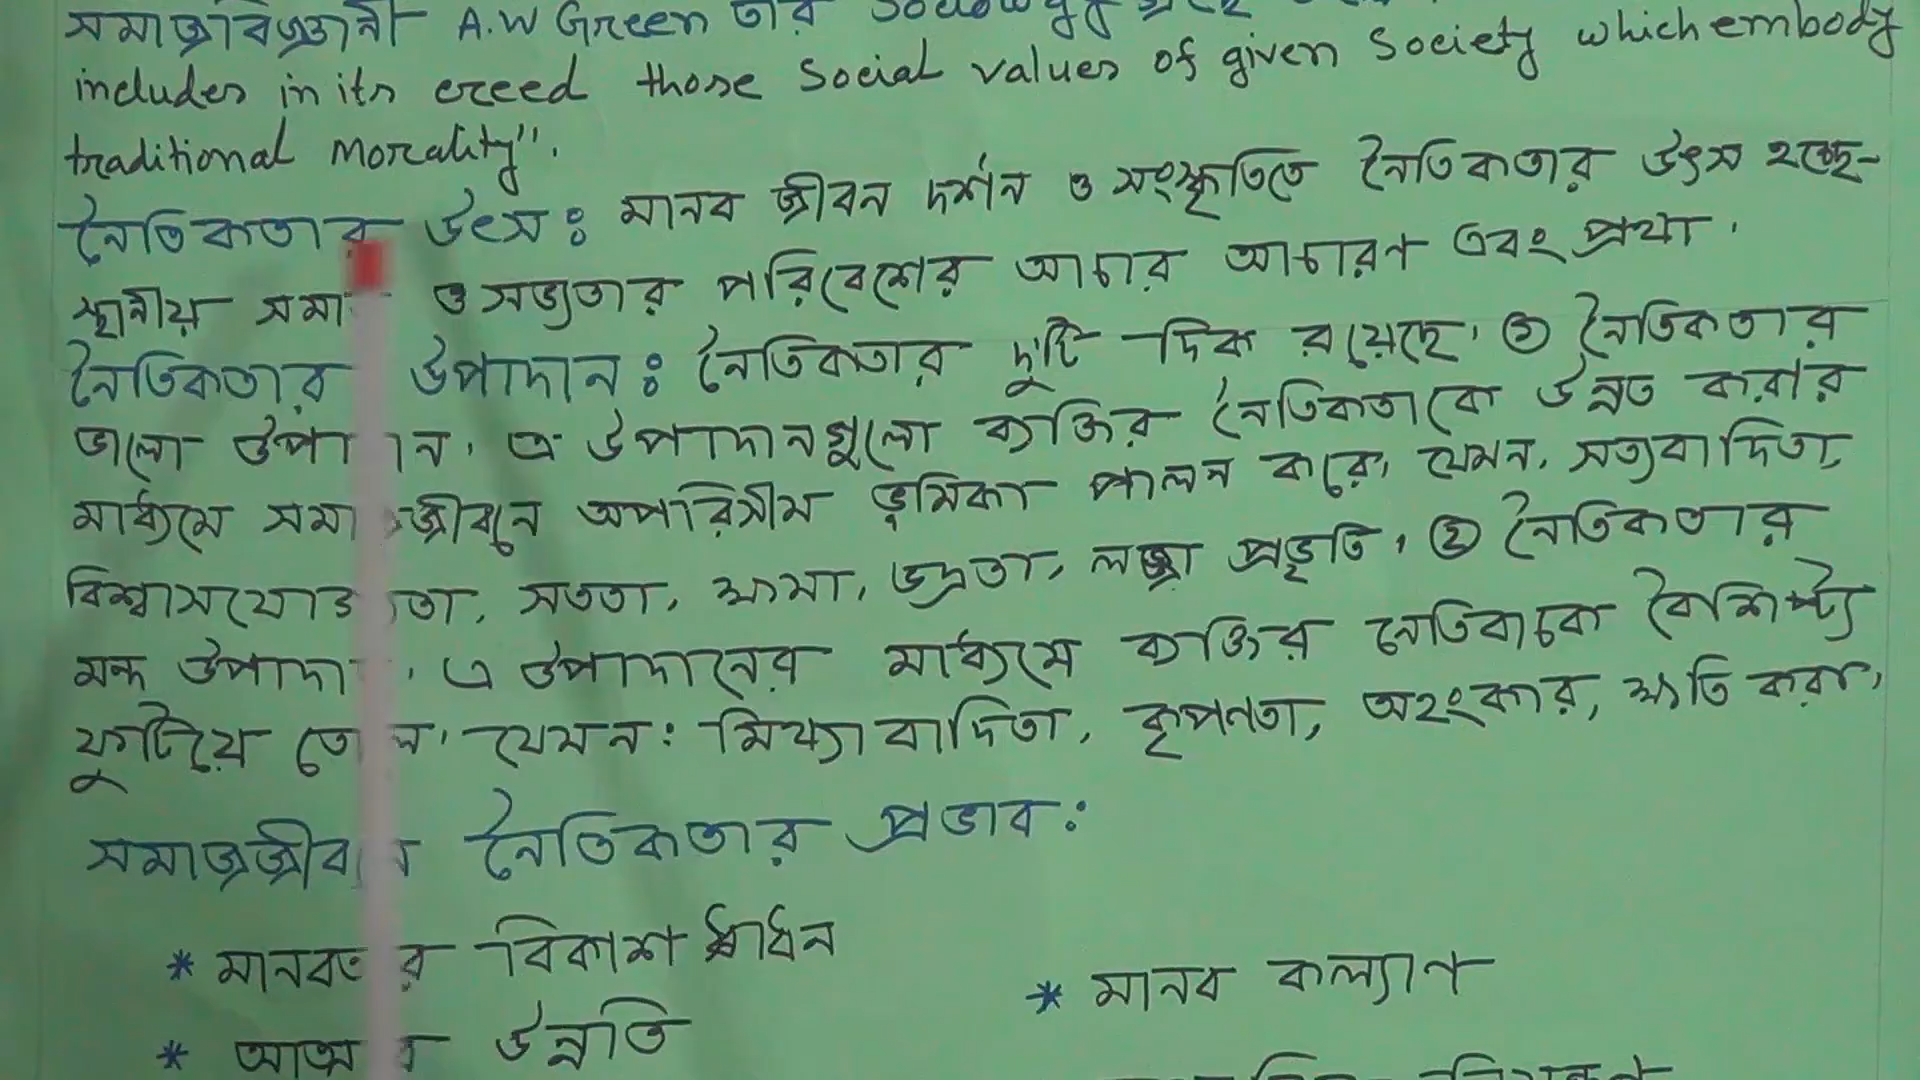 সমাজবিজ্ঞানী A.W Green তার Sociology গ্রন্থে
includes in its creed those Social values of given Society which embody
traditional Morality".
নৈতিকতার উৎস: মানব জীবন দর্শন ও সংস্কৃতিতে নৈতিকতার উৎস হচ্ছে-
স্থানীয় সমা ও সভ্যতার পরিবেশের আচার আচারণ এবং প্রথা।
নৈতিকতার উপাদান: নৈতিকতার দু'টি দিক রয়েছে। ① নৈতিকতার
ভালো উপা ন। এ উপাদানগুলো ব্যক্তির নৈতিকতাকে উন্নত করার
মাধ্যমে সমা জীবনে অপরিসীম ভূমিকা পালন করে। যেমন, সত্যবাদিতা,
বিশ্বাসযোগ্যতা, সততা, ক্ষমা, ভদ্রতা, লজ্জা প্রভৃতি। ② নৈতিকতার
মন্দ উপাদা । এ উপাদানের মাধ্যমে ব্যক্তির নেতিবাচক বৈশিষ্ট্য
ফুটিয়ে তো ল। যেমন: মিথ্যাবাদিতা, কৃপণতা, অহংকার, ক্ষতি করা,
সমাজজীবনে নৈতিকতার প্রভাব:
* মানবতার বিকাশ সাধন
* মানব কল্যাণ
* আত্মার উন্নতি